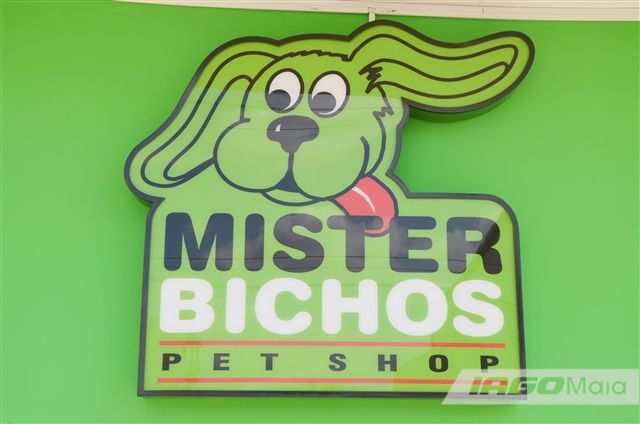 MISTER
BICHOS
PET SHOP
iAGOMaia